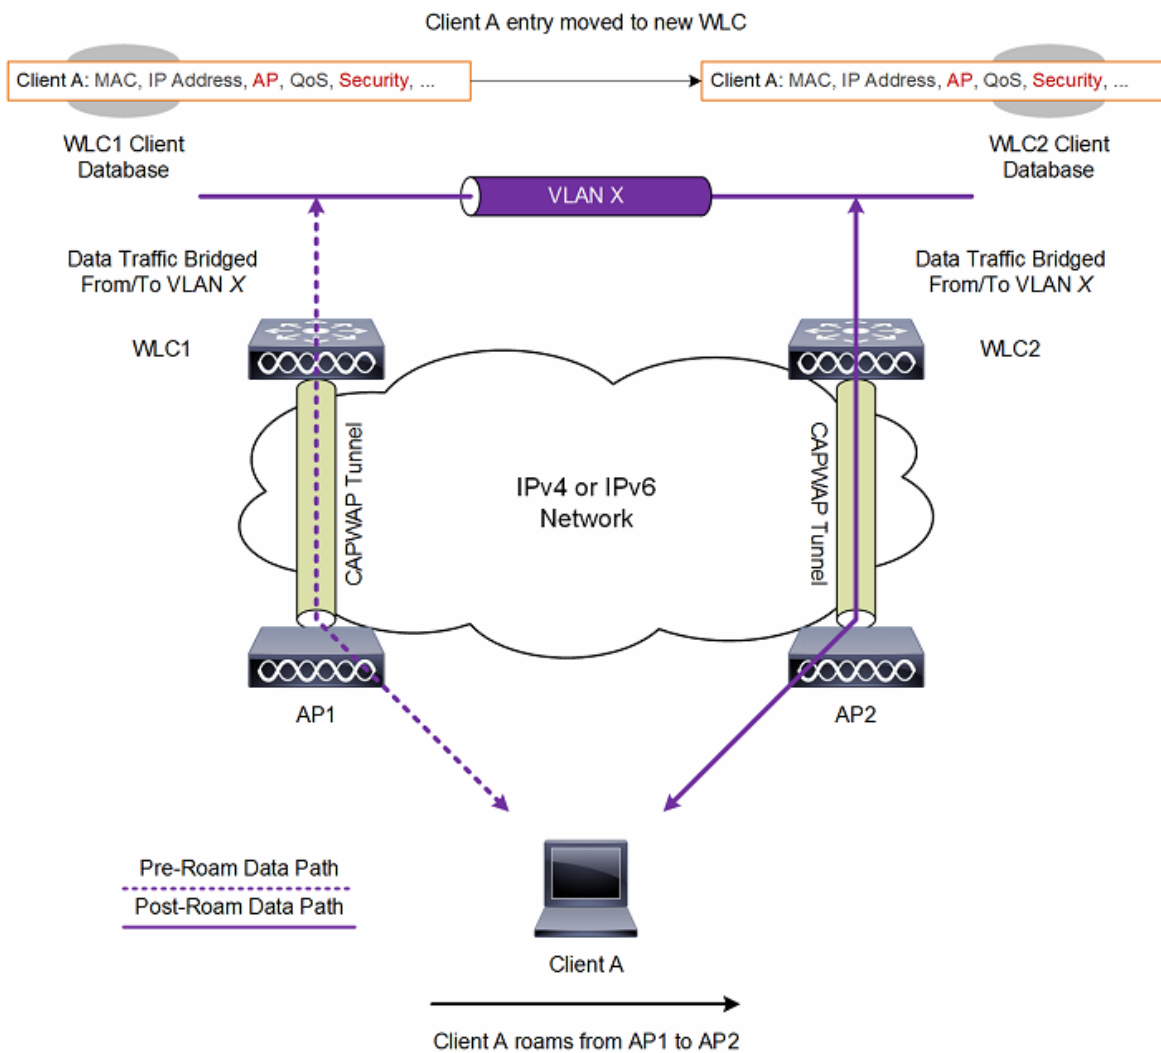 Client A entry moved to new WLC
Client A: MAC, IP Address, AP, QoS, Security, ...
Client A: MAC, IP Address, AP, QoS, Security, ...
WLC1 Client
Database
WLC2 Client
Database
VLAN X
Data Traffic Bridged
From/To VLAN X
Data Traffic Bridged
From/To VLAN X
WLC1
WLC2
CAPWAP Tunnel
IPv4 or IPv6
Network
CAPWAP Tunnel
AP1
AP2
Pre-Roam Data Path
Post-Roam Data Path
Client A
Client A roams from AP1 to AP2